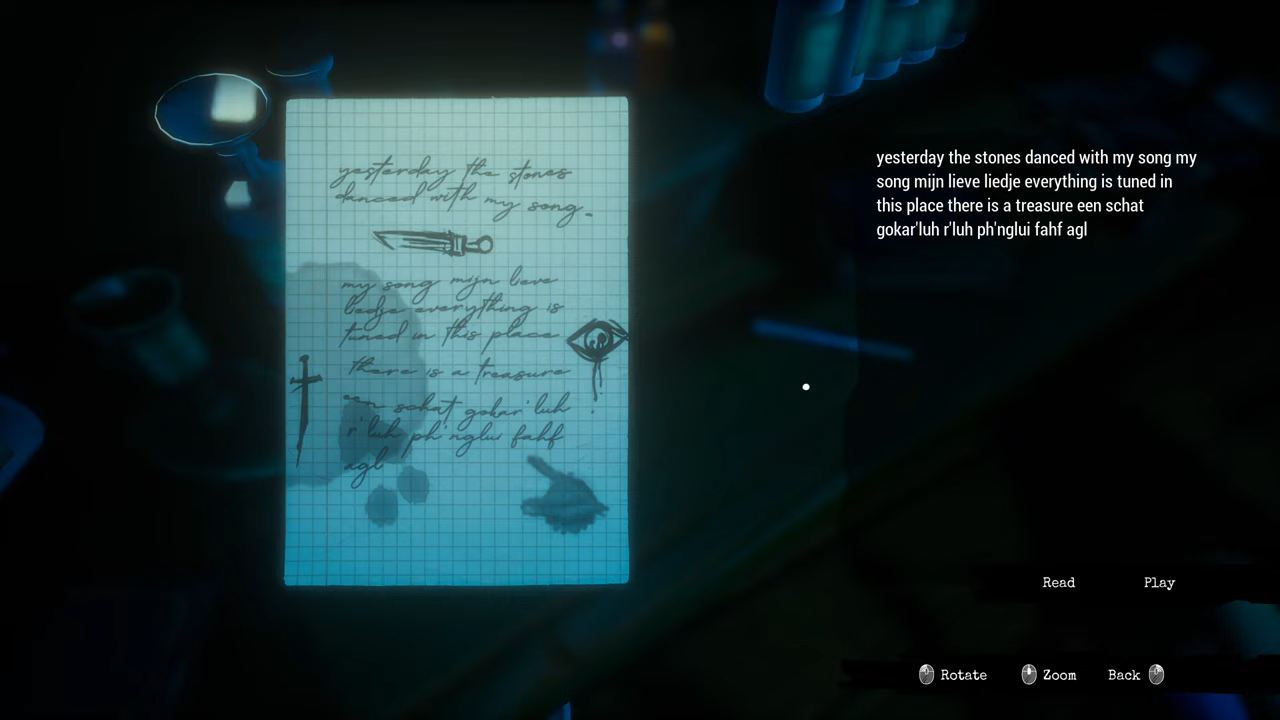 yesterday the stones
danced with my song.
my song mijn lieve
liedje everything is
tuned in this place
there is a treasure
een schat gokar'luh
r'luh ph'nglui fahf
agl
yesterday the stones danced with my song my
song mijn lieve liedje everything is tuned in
this place there is a treasure een schat
gokar'luh r'luh ph'nglui fahf agl
Read Play
Rotate Zoom Back